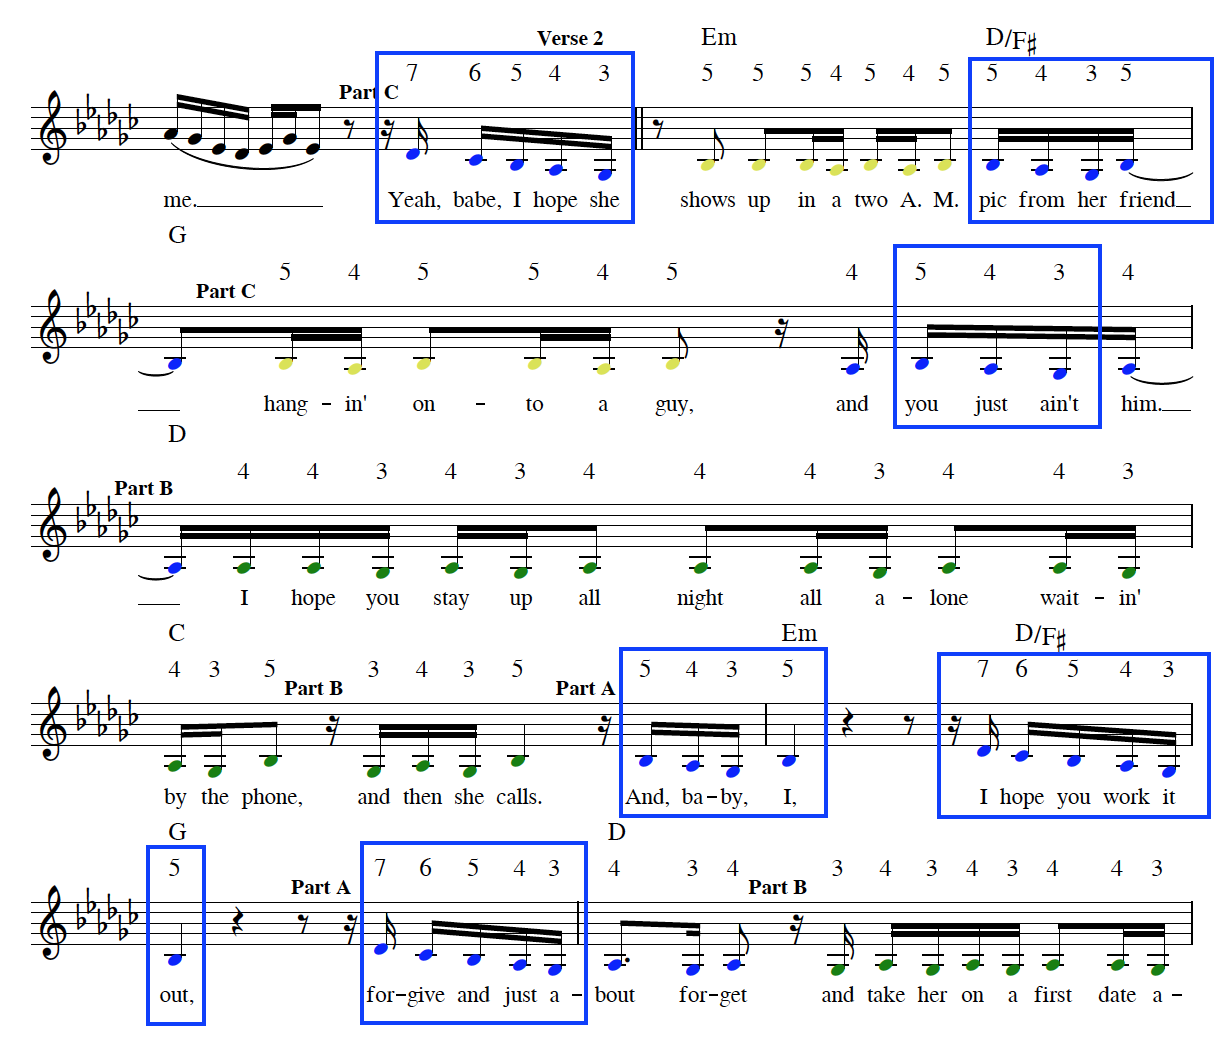 Verse 2 Em D/F♯
Part C 7 6 5 4 3 5 5 5 4 5 4 5 5 4 3 5
me. Yeah, babe, I hope she shows up in a two A. M. pic from her friend
G
Part C 5 4 5 5 4 5 4 5 4 3 4
hang - in' on - to a guy, and you just ain't him.
D
Part B 4 4 3 4 3 4 4 4 3 4 4 3
I hope you stay up all night all a - lone wait - in'
C Em D/F♯
4 3 5 Part B 3 4 3 5 Part A 5 4 3 5 7 6 5 4 3
by the phone, and then she calls. And, ba - by, I, I hope you work it
G D
5 Part A 7 6 5 4 3 4 3 4 Part B 3 4 3 4 3 4 4 3
out, for - give and just a - bout for - get and take her on a first date a -